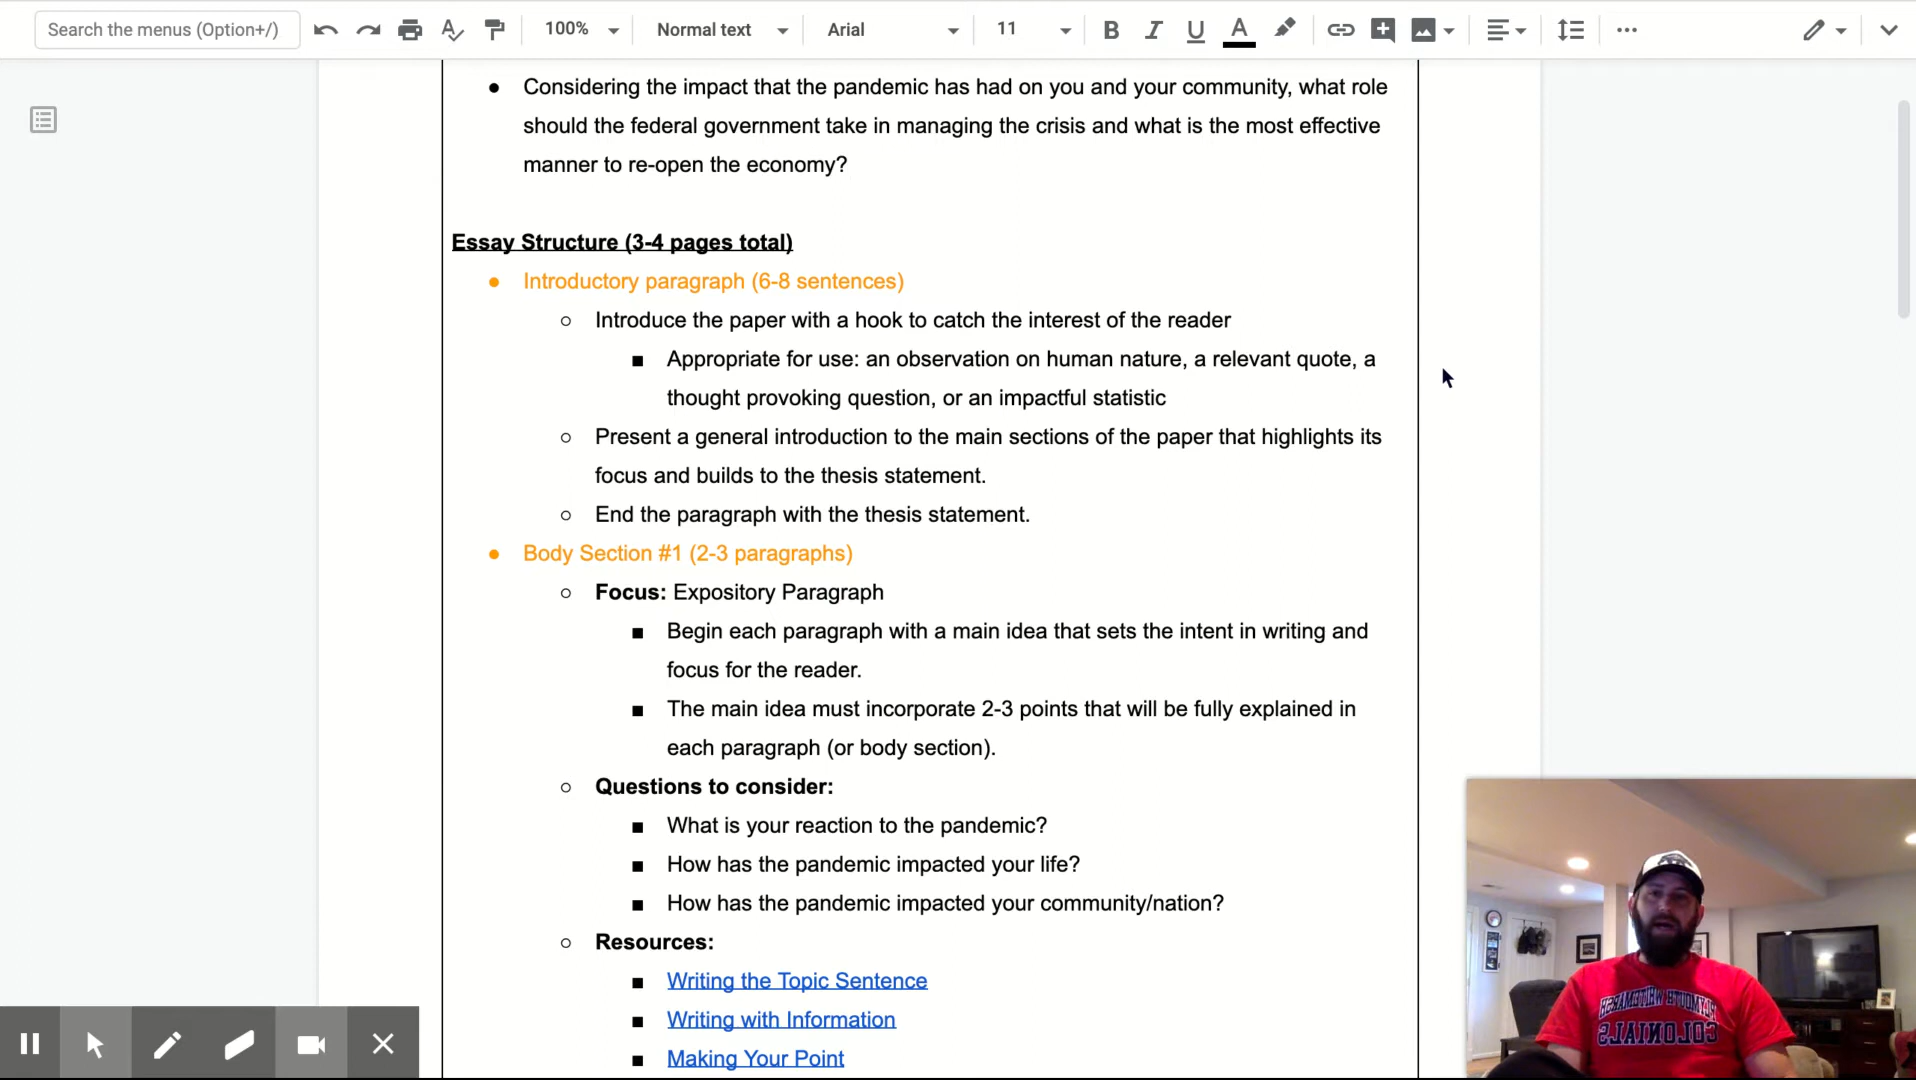 Search the menus (Option+/)
100%
Normal text
Arial
11
B I U A
● Considering the impact that the pandemic has had on you and your community, what role
should the federal government take in managing the crisis and what is the most effective
manner to re-open the economy?
Essay Structure (3-4 pages total)
● Introductory paragraph (6-8 sentences)
○ Introduce the paper with a hook to catch the interest of the reader
■ Appropriate for use: an observation on human nature, a relevant quote, a
thought provoking question, or an impactful statistic
○ Present a general introduction to the main sections of the paper that highlights its
focus and builds to the thesis statement.
○ End the paragraph with the thesis statement.
● Body Section #1 (2-3 paragraphs)
○ Focus: Expository Paragraph
■ Begin each paragraph with a main idea that sets the intent in writing and
focus for the reader.
■ The main idea must incorporate 2-3 points that will be fully explained in
each paragraph (or body section).
○ Questions to consider:
■ What is your reaction to the pandemic?
■ How has the pandemic impacted your life?
■ How has the pandemic impacted your community/nation?
○ Resources:
■ Writing the Topic Sentence
■ Writing with Information
■ Making Your Point
PLYMOUTH WHITEMARSH
COLONIALS